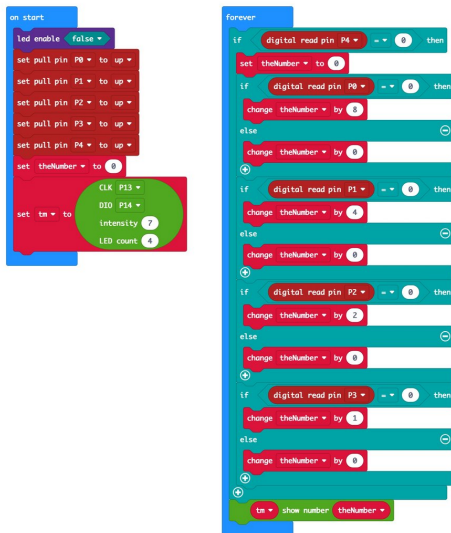 on start
led enable false
set pull pin P0 to up
set pull pin P1 to up
set pull pin P2 to up
set pull pin P3 to up
set pull pin P4 to up
set theNumber to 0
set tm to
CLK P13
DIO P14
intensity 7
LED count 4
forever
if digital read pin P4 = 0 then
set theNumber to 0
if digital read pin P0 = 0 then
change theNumber by 8
else
change theNumber by 0
if digital read pin P1 = 0 then
change theNumber by 4
else
change theNumber by 0
if digital read pin P2 = 0 then
change theNumber by 2
else
change theNumber by 0
if digital read pin P3 = 0 then
change theNumber by 1
else
change theNumber by 0
tm show number theNumber